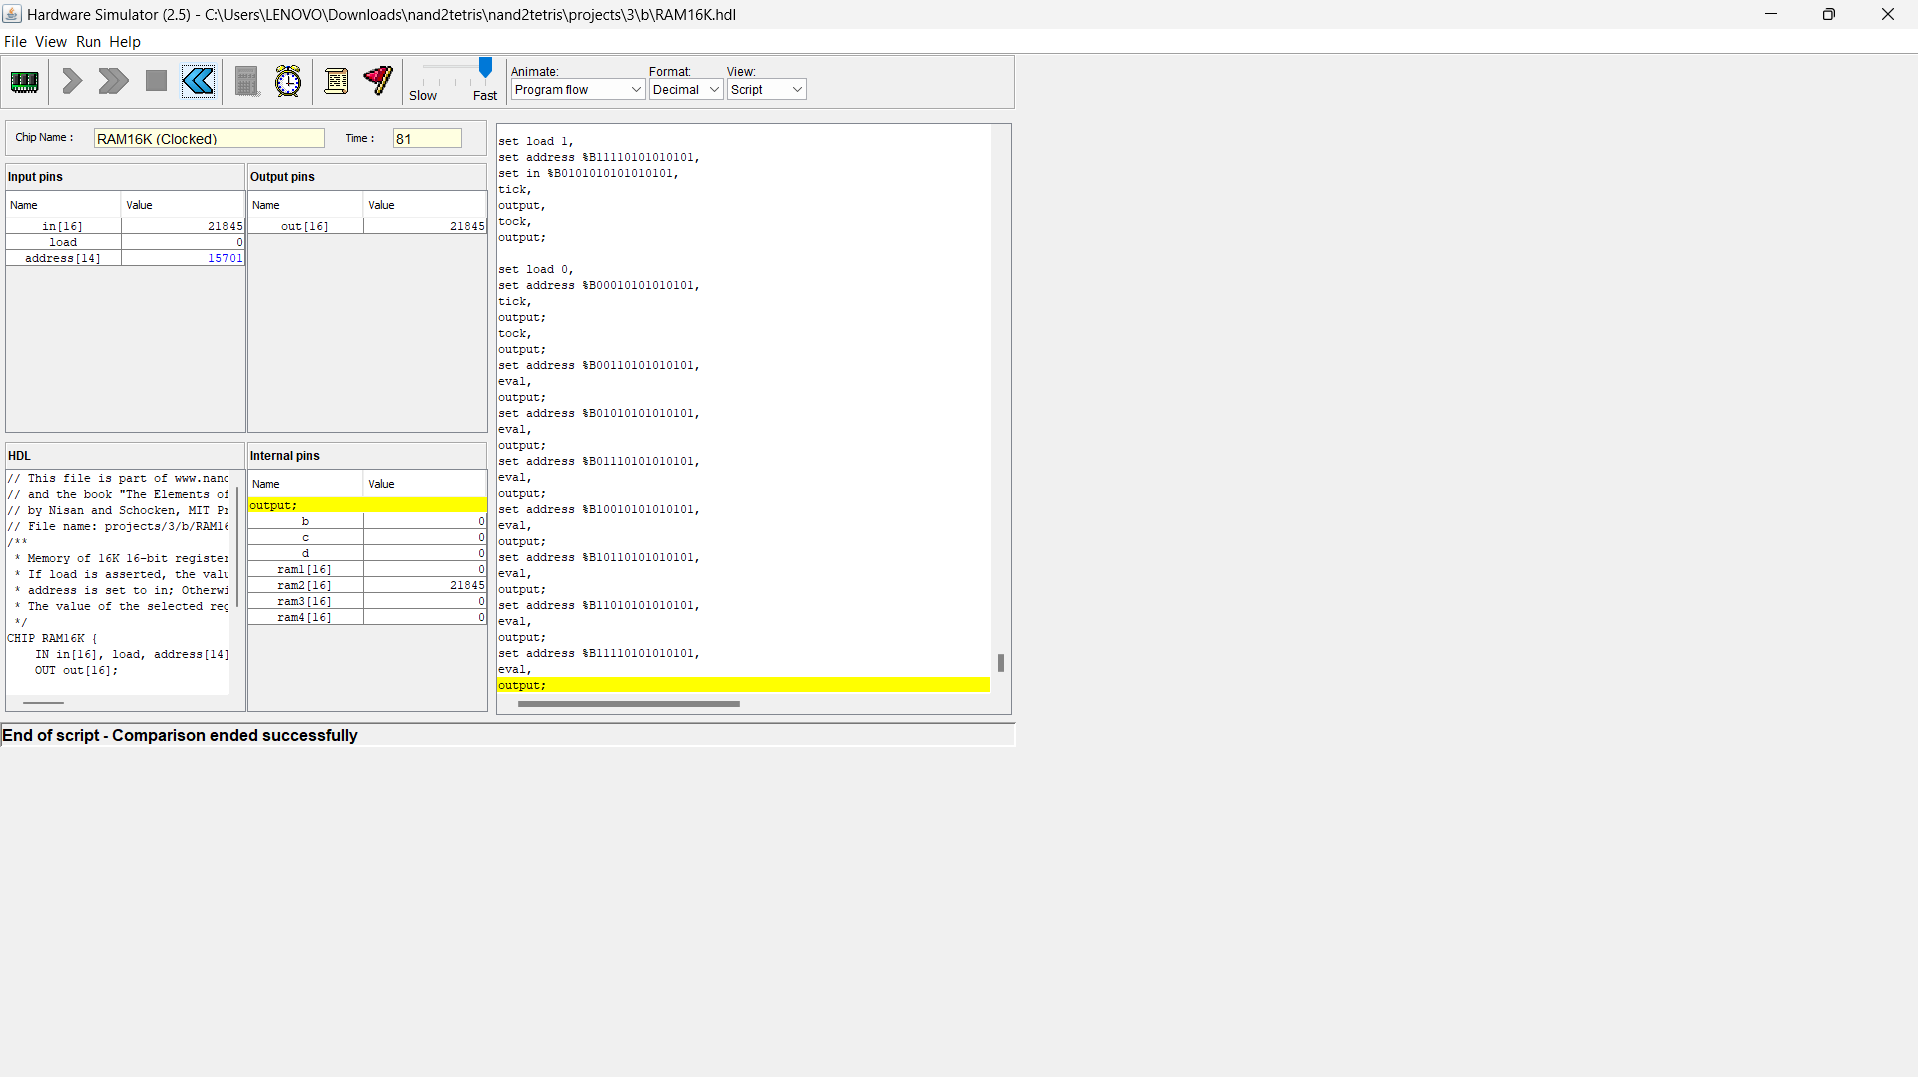 Hardware Simulator (2.5) - C:\Users\LENOVO\Downloads\nand2tetris\nand2tetris\projects\3\b\RAM16K.hdl
File View Run Help
Slow Fast
Animate: Format: View:
Program flow Decimal Script
Chip Name : RAM16K (Clocked) Time : 81
Input pins
Name Value
in[16] 21845
load 0
address[14] 15701
Output pins
Name Value
out[16] 21845
HDL
// This file is part of www.nand
// and the book "The Elements of
// by Nisan and Schocken, MIT Pr
// File name: projects/3/b/RAM16
/**
* Memory of 16K 16-bit register
* If load is asserted, the valu
* address is set to in; Otherwi
* The value of the selected reg
*/
CHIP RAM16K {
IN in[16], load, address[14]
OUT out[16];
Internal pins
Name Value
output;
b 0
c 0
d 0
ram1[16] 0
ram2[16] 21845
ram3[16] 0
ram4[16] 0
set load 1,
set address %B11110101010101,
set in %B0101010101010101,
tick,
output,
tock,
output;
set load 0,
set address %B00010101010101,
tick,
output;
tock,
output;
set address %B00110101010101,
eval,
output;
set address %B01010101010101,
eval,
output;
set address %B01110101010101,
eval,
output;
set address %B10010101010101,
eval,
output;
set address %B10110101010101,
eval,
output;
set address %B11010101010101,
eval,
output;
set address %B11110101010101,
eval,
output;
End of script - Comparison ended successfully